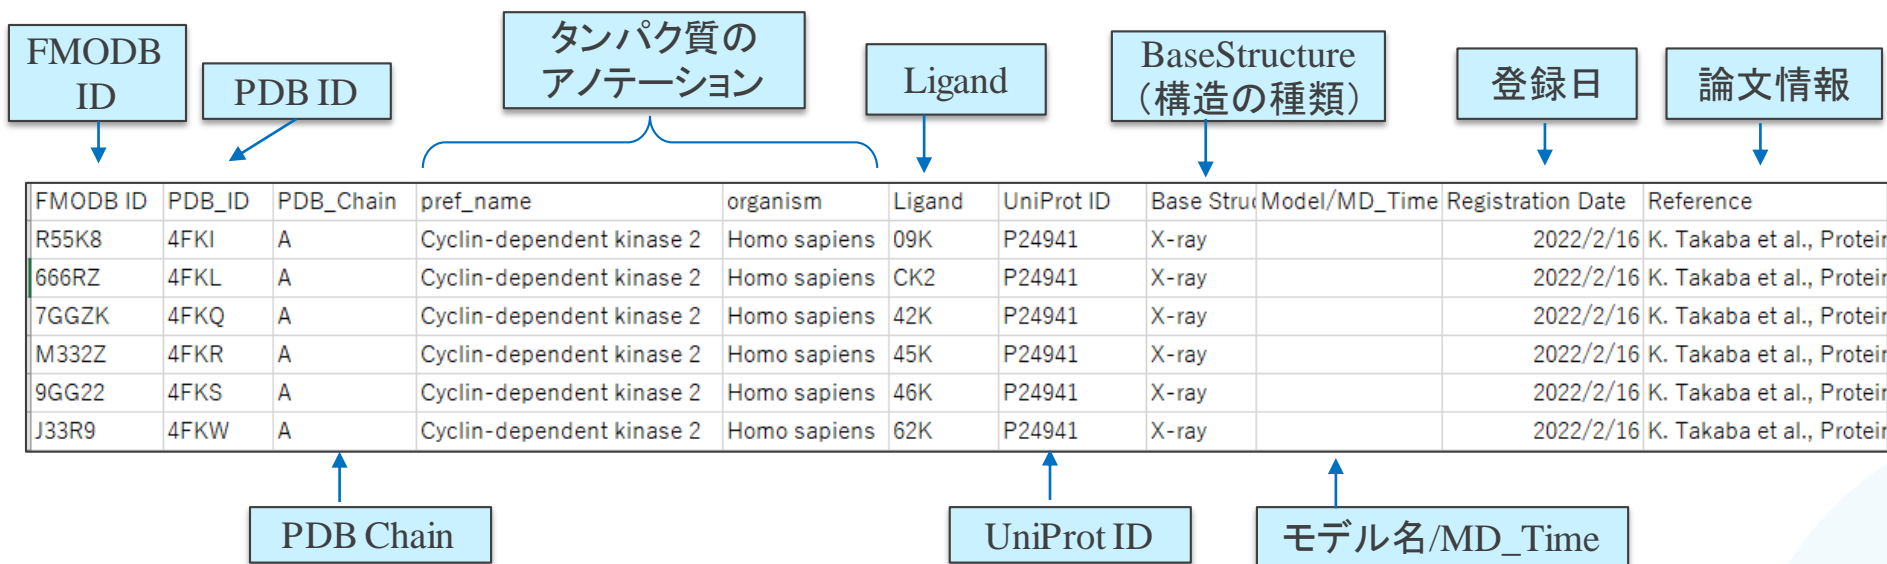 FMODB
ID
PDB ID
タンパク質の
アノテーション
Ligand
BaseStructure
（構造の種類）
登録日
論文情報
FMODB ID PDB_ID PDB_Chain pref_name organism Ligand UniProt ID Base Stru Model/MD_Time Registration Date Reference
R55K8 4FKI A Cyclin-dependent kinase 2 Homo sapiens 09K P24941 X-ray 2022/2/16 K. Takaba et al., Protein
666RZ 4FKL A Cyclin-dependent kinase 2 Homo sapiens CK2 P24941 X-ray 2022/2/16 K. Takaba et al., Protein
7GGZK 4FKQ A Cyclin-dependent kinase 2 Homo sapiens 42K P24941 X-ray 2022/2/16 K. Takaba et al., Protein
M332Z 4FKR A Cyclin-dependent kinase 2 Homo sapiens 45K P24941 X-ray 2022/2/16 K. Takaba et al., Protein
9GG22 4FKS A Cyclin-dependent kinase 2 Homo sapiens 46K P24941 X-ray 2022/2/16 K. Takaba et al., Protein
J33R9 4FKW A Cyclin-dependent kinase 2 Homo sapiens 62K P24941 X-ray 2022/2/16 K. Takaba et al., Protein
PDB Chain
UniProt ID
モデル名/MD_Time